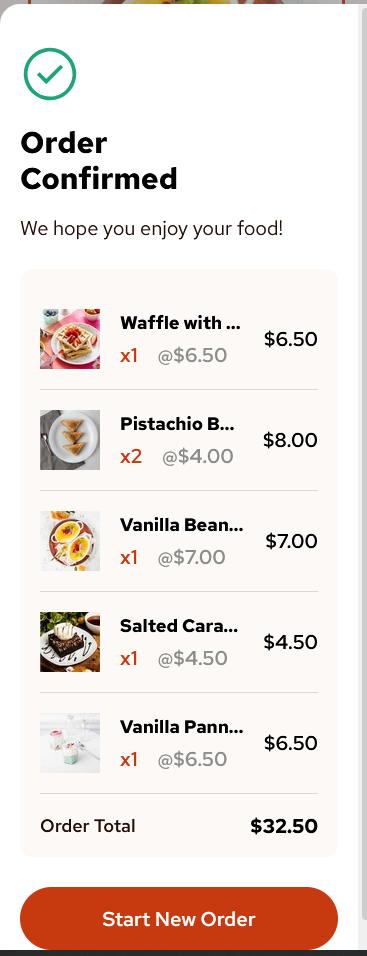 Order
Confirmed
We hope you enjoy your food!
Waffle with ...
x1 @$6.50
$6.50
Pistachio B...
x2 @$4.00
$8.00
Vanilla Bean...
x1 @$7.00
$7.00
Salted Cara...
x1 @$4.50
$4.50
Vanilla Pann...
x1 @$6.50
$6.50
Order Total $32.50
Start New Order